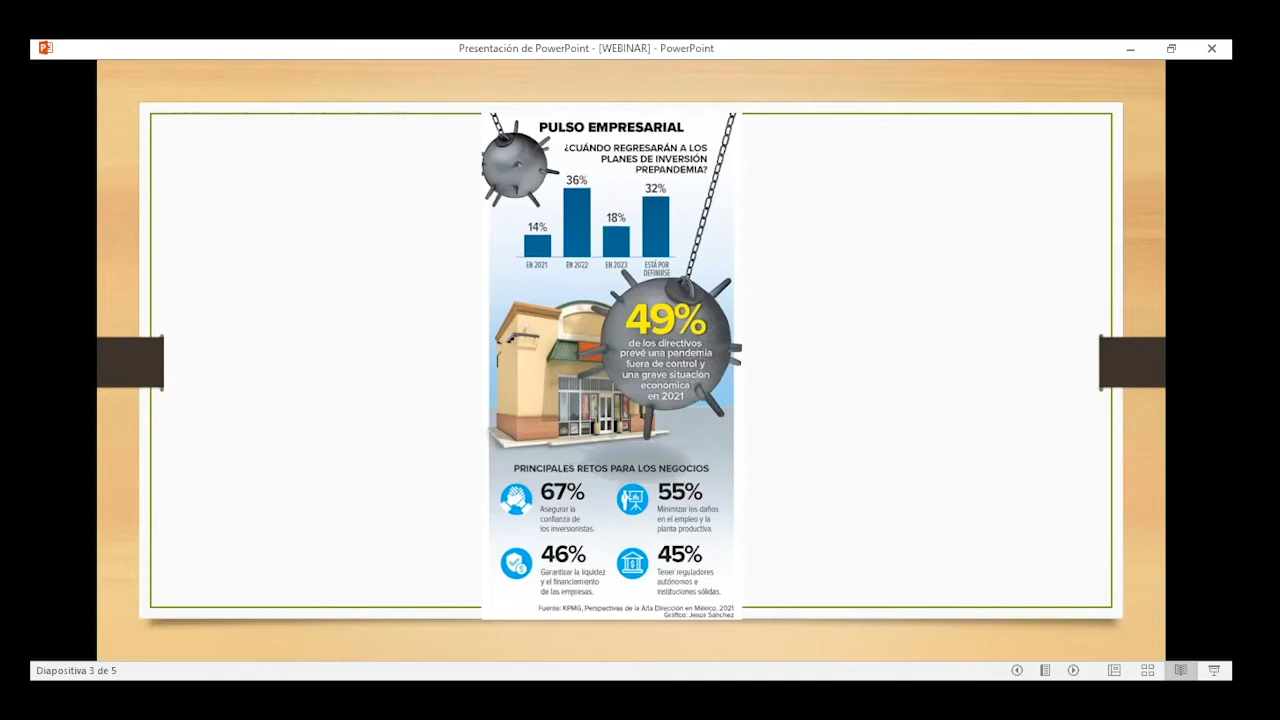 Presentación de PowerPoint - [WEBINAR] - PowerPoint
PULSO EMPRESARIAL
¿CUÁNDO REGRESARÁN A LOS
PLANES DE INVERSIÓN
PREPANDEMIA?
14%
36%
18%
32%
EN 2021
EN 2022
EN 2023
ESTÁ POR
DEFINIRSE
49%
de los directivos
prevé una pandemia
fuera de control y
una grave situación
económica
en 2021
PRINCIPALES RETOS PARA LOS NEGOCIOS
67%
Asegurar la
confianza de
los inversionistas.
55%
Minimizar los daños
en el empleo y la
planta productiva.
46%
Garantizar la liquidez
y el financiamiento
de las empresas.
45%
Tener reguladores
autónomos e
instituciones sólidas.
Fuente: KPMG, Perspectivas de la Alta Dirección en México, 2021
Gráfico: Jesús Sánchez
Diapositiva 3 de 5